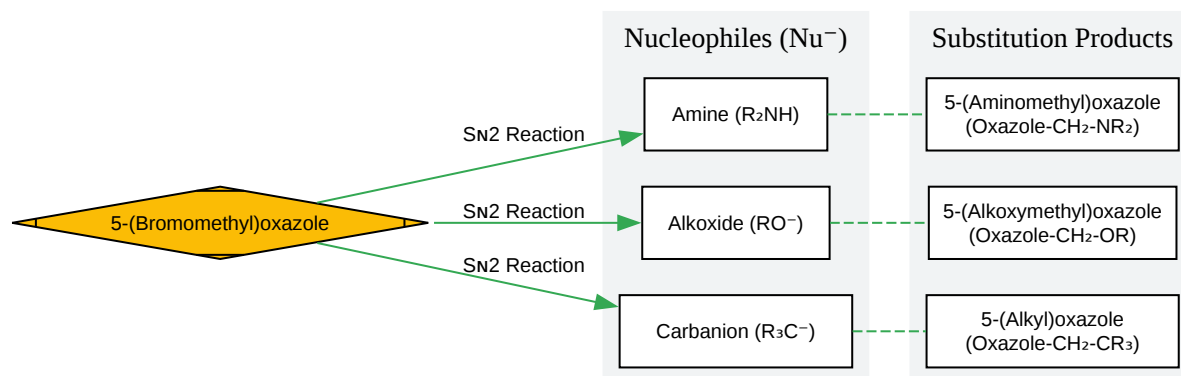 Nucleophiles (Nu⁻)
Substitution Products
Amine (R₂NH)
5-(Aminomethyl)oxazole
(Oxazole-CH₂-NR₂)
Sɴ2 Reaction
5-(Bromomethyl)oxazole
Sɴ2 Reaction
Alkoxide (RO⁻)
5-(Alkoxymethyl)oxazole
(Oxazole-CH₂-OR)
Sɴ2 Reaction
Carbanion (R₃C⁻)
5-(Alkyl)oxazole
(Oxazole-CH₂-CR₃)